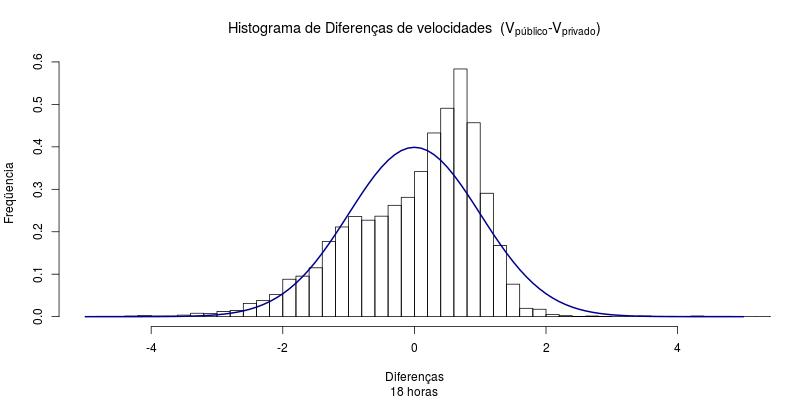 Histograma de Diferenças de velocidades (Vpúblico-Vprivado)
Freqüencia
0.6
0.5
0.4
0.3
0.2
0.1
0.0
-4 -2 0 2 4
Diferenças
18 horas